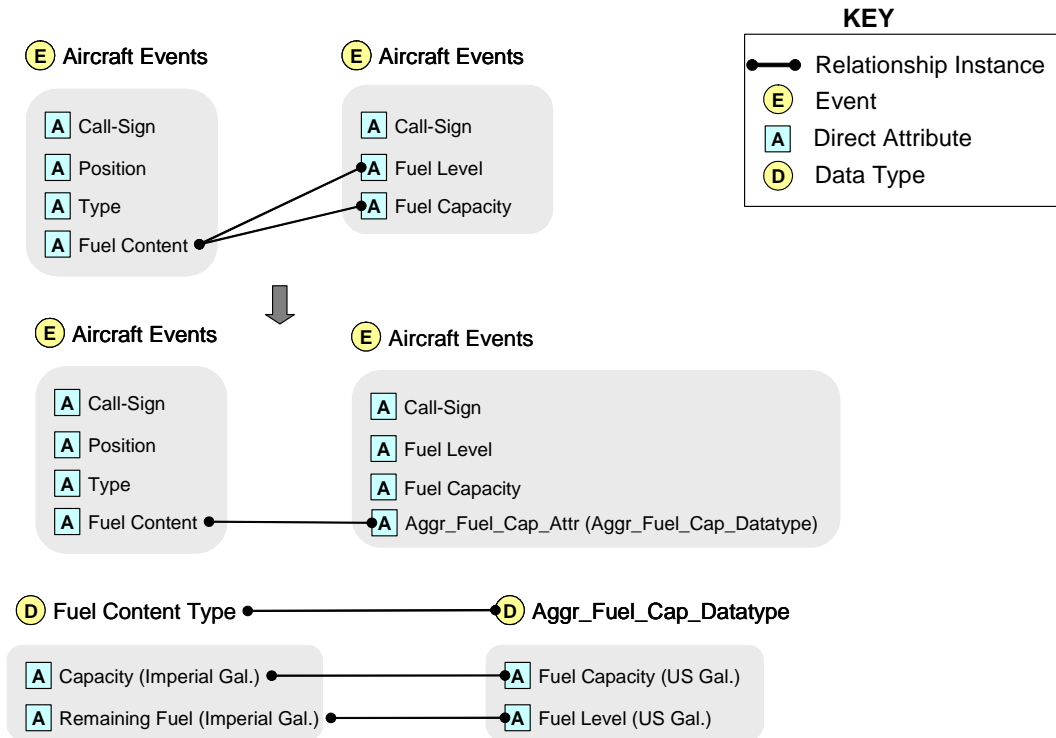 KEY
Relationship Instance
E Event
A Direct Attribute
D Data Type
E Aircraft Events
A Call-Sign
A Position
A Type
A Fuel Content
E Aircraft Events
A Call-Sign
A Fuel Level
A Fuel Capacity
E Aircraft Events
A Call-Sign
A Position
A Type
A Fuel Content
E Aircraft Events
A Call-Sign
A Fuel Level
A Fuel Capacity
A Aggr_Fuel_Cap_Attr (Aggr_Fuel_Cap_Datatype)
D Fuel Content Type
A Capacity (Imperial Gal.)
A Remaining Fuel (Imperial Gal.)
D Aggr_Fuel_Cap_Datatype
A Fuel Capacity (US Gal.)
A Fuel Level (US Gal.)